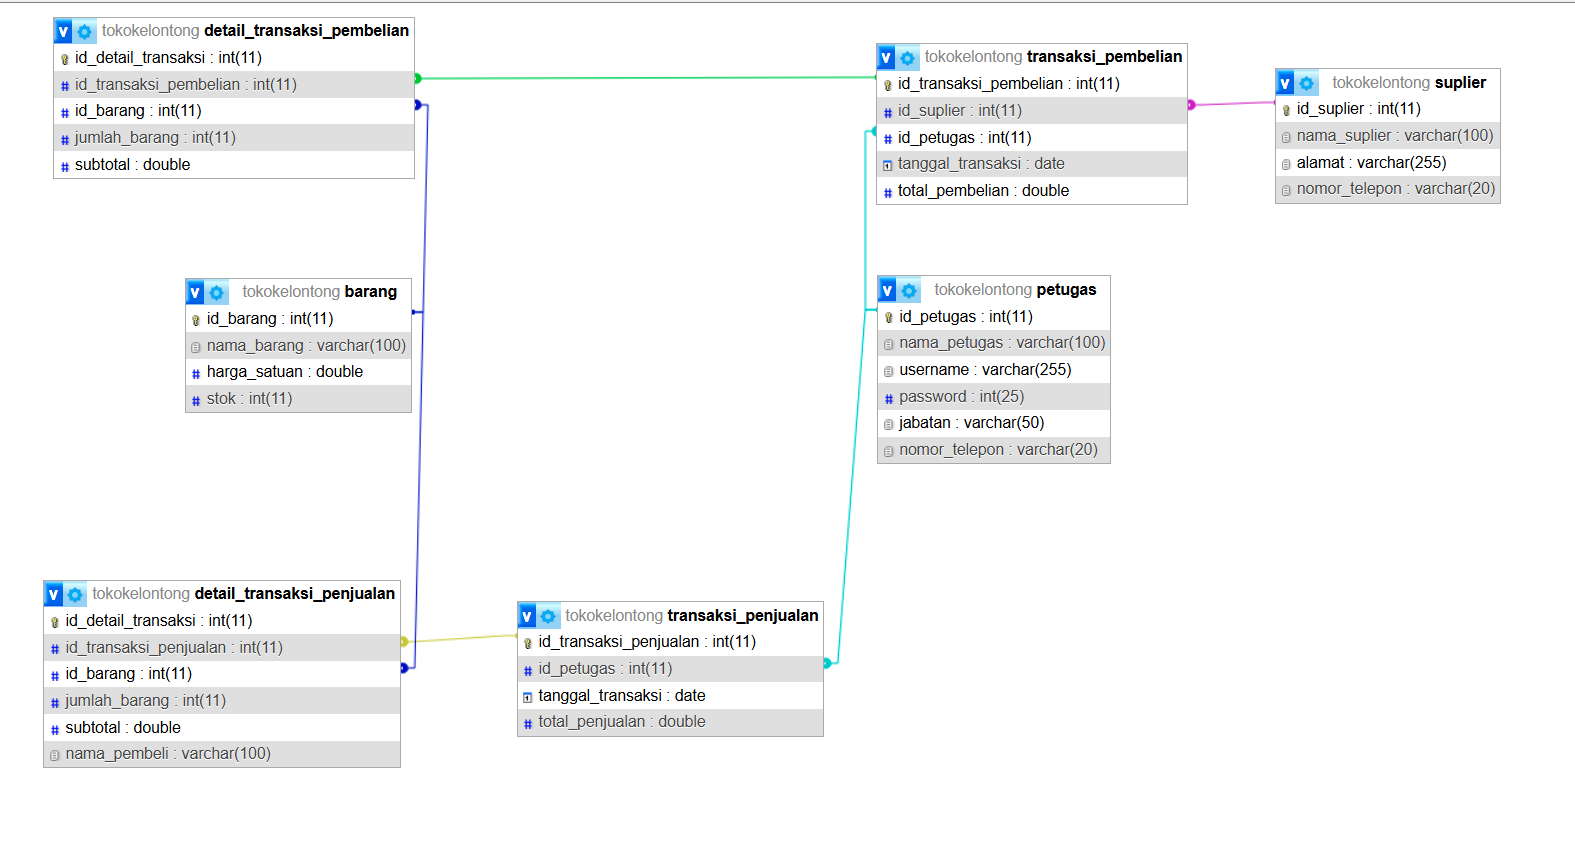 tokokelontong detail_transaksi_pembelian
id_detail_transaksi : int(11)
id_transaksi_pembelian : int(11)
id_barang : int(11)
jumlah_barang : int(11)
subtotal : double
tokokelontong transaksi_pembelian
id_transaksi_pembelian : int(11)
id_suplier : int(11)
id_petugas : int(11)
tanggal_transaksi : date
total_pembelian : double
tokokelontong suplier
id_suplier : int(11)
nama_suplier : varchar(100)
alamat : varchar(255)
nomor_telepon : varchar(20)
tokokelontong barang
id_barang : int(11)
nama_barang : varchar(100)
harga_satuan : double
stok : int(11)
tokokelontong petugas
id_petugas : int(11)
nama_petugas : varchar(100)
username : varchar(255)
password : int(25)
jabatan : varchar(50)
nomor_telepon : varchar(20)
tokokelontong detail_transaksi_penjualan
id_detail_transaksi : int(11)
id_transaksi_penjualan : int(11)
id_barang : int(11)
jumlah_barang : int(11)
subtotal : double
nama_pembeli : varchar(100)
tokokelontong transaksi_penjualan
id_transaksi_penjualan : int(11)
id_petugas : int(11)
tanggal_transaksi : date
total_penjualan : double